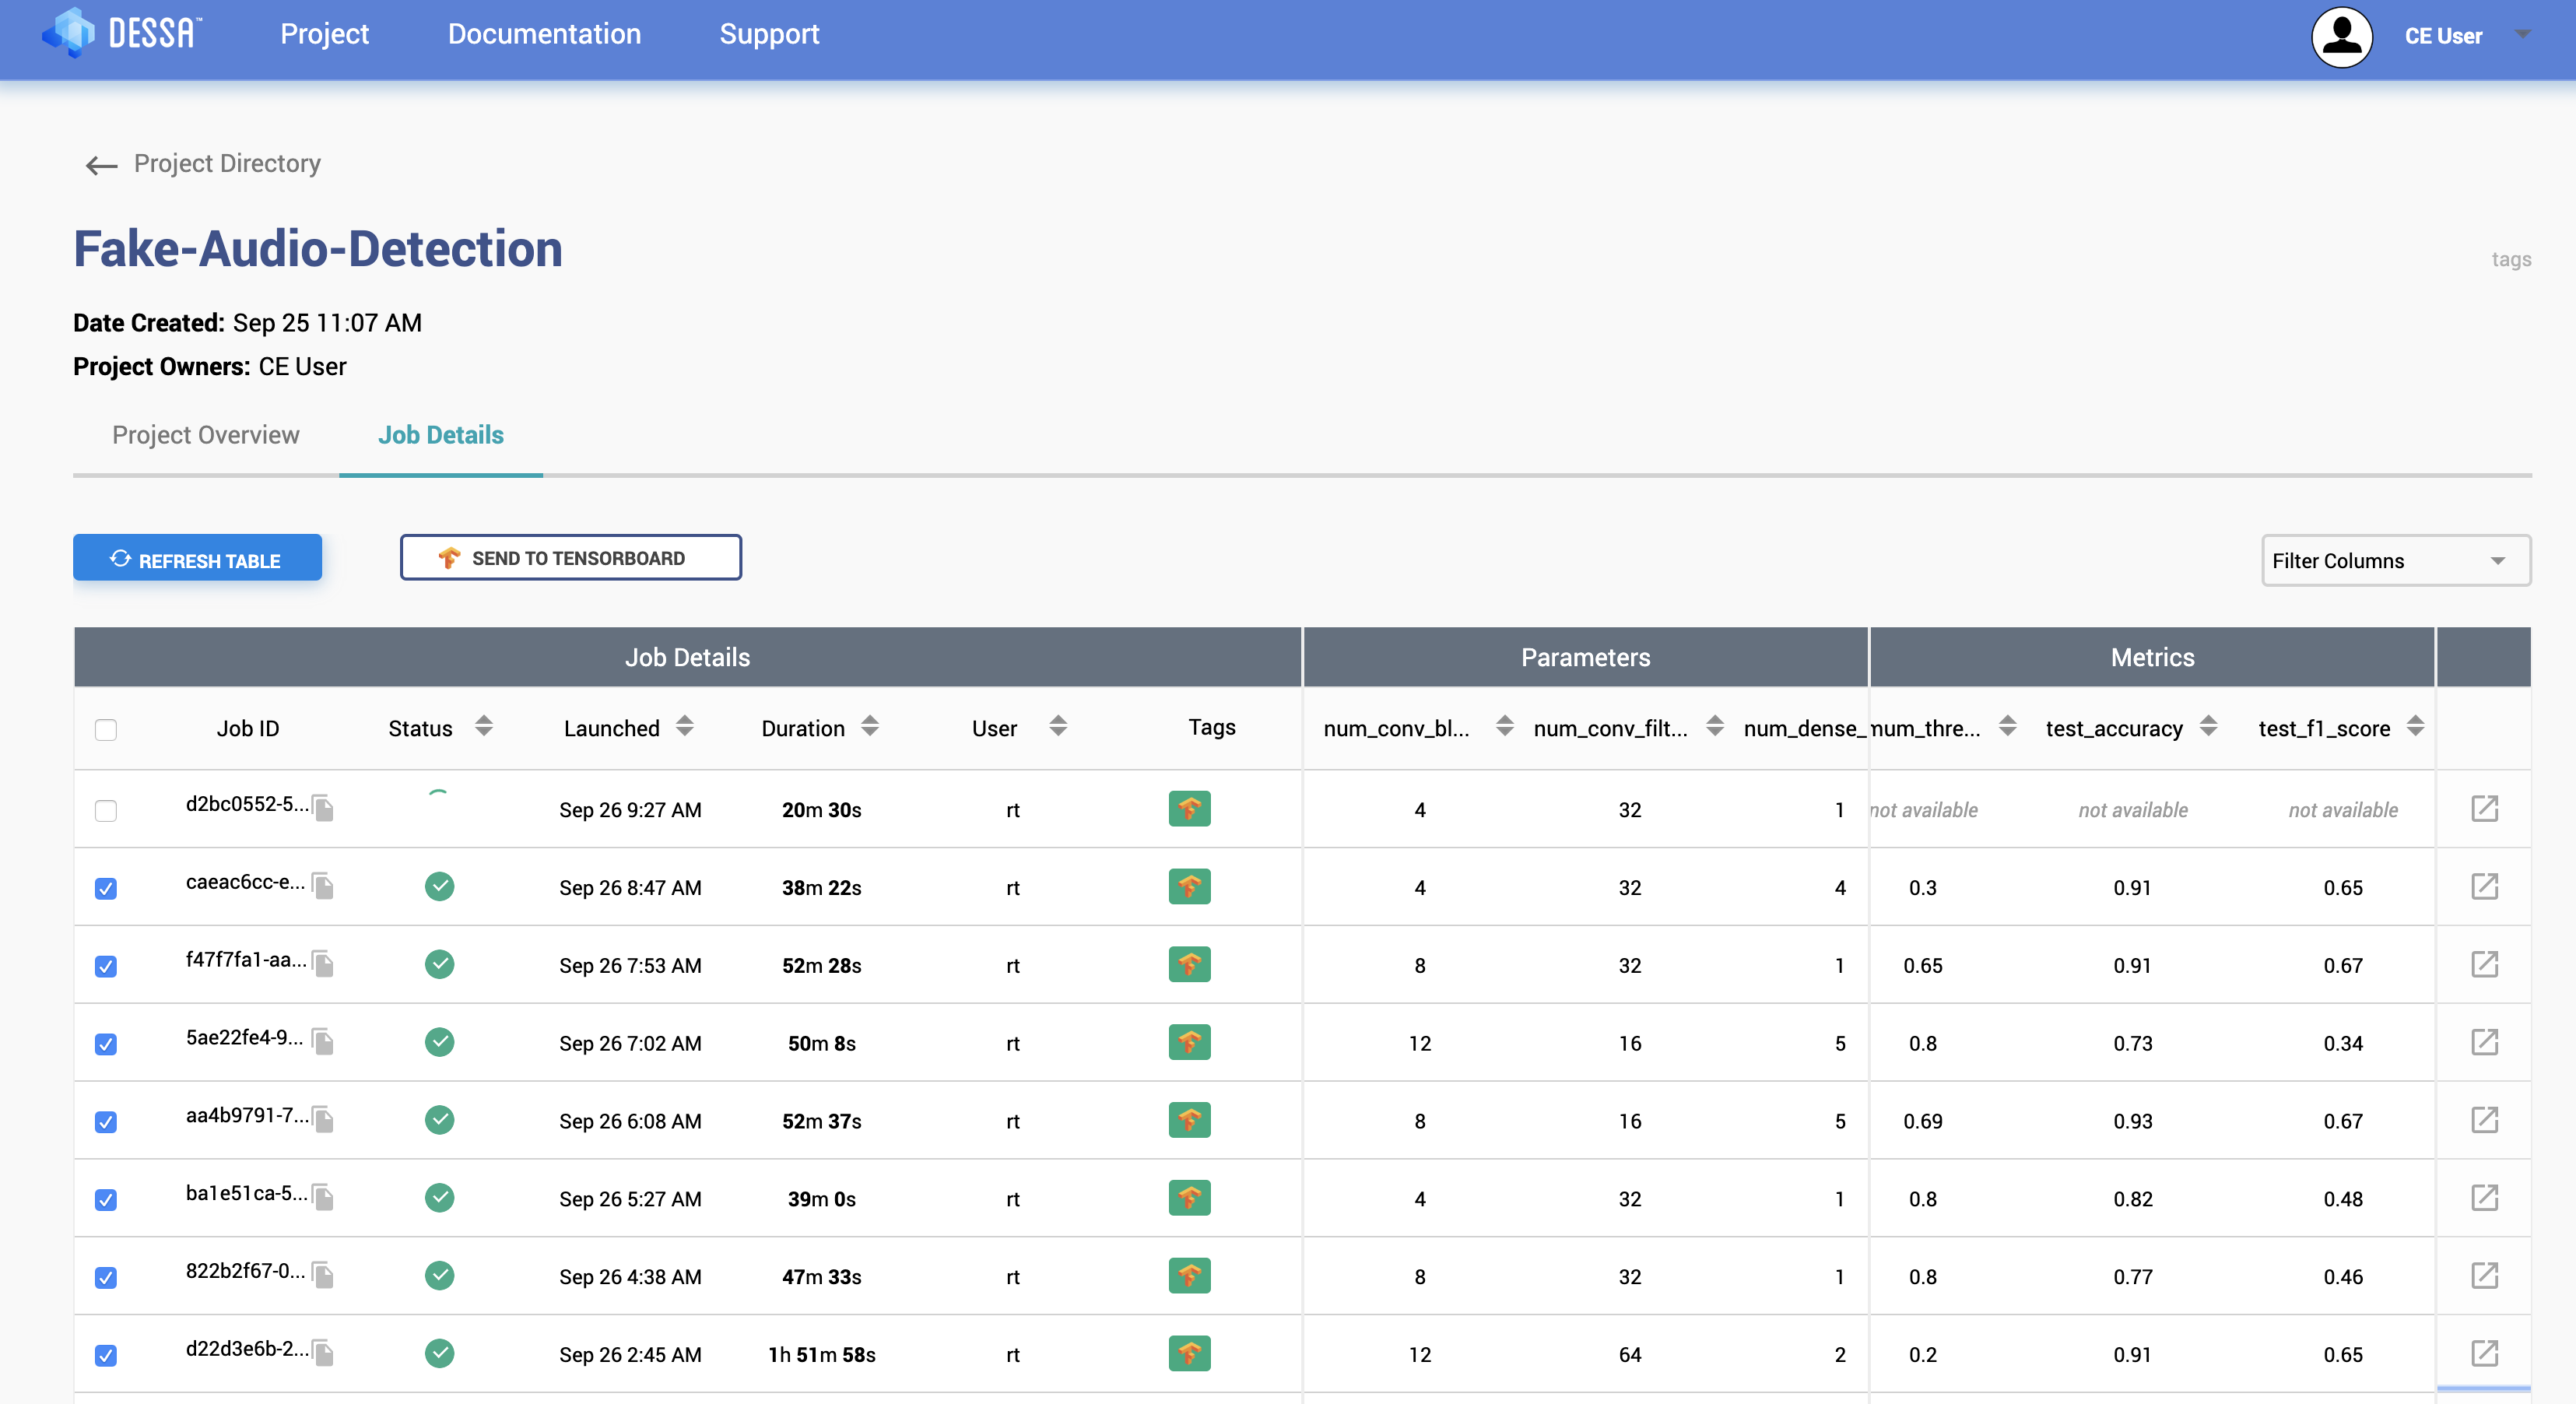 DESSA™ Project Documentation Support CE User
Project Directory
Fake-Audio-Detection
tags
Date Created: Sep 25 11:07 AM
Project Owners: CE User
Project Overview Job Details
REFRESH TABLE SEND TO TENSORBOARD Filter Columns
Job Details Parameters Metrics
Job ID Status Launched Duration User Tags num_conv_bl... num_conv_filt... num_dense_ mum_thre... test_accuracy test_f1_score
d2bc0552-5... Sep 26 9:27 AM 20m 30s rt 4 32 1 not available not available not available
caeac6cc-e... Sep 26 8:47 AM 38m 22s rt 4 32 4 0.3 0.91 0.65
f47f7fa1-aa... Sep 26 7:53 AM 52m 28s rt 8 32 1 0.65 0.91 0.67
5ae22fe4-9... Sep 26 7:02 AM 50m 8s rt 12 16 5 0.8 0.73 0.34
aa4b9791-7... Sep 26 6:08 AM 52m 37s rt 8 16 5 0.69 0.93 0.67
ba1e51ca-5... Sep 26 5:27 AM 39m 0s rt 4 32 1 0.8 0.82 0.48
822b2f67-0... Sep 26 4:38 AM 47m 33s rt 8 32 1 0.8 0.77 0.46
d22d3e6b-2... Sep 26 2:45 AM 1h 51m 58s rt 12 64 2 0.2 0.91 0.65